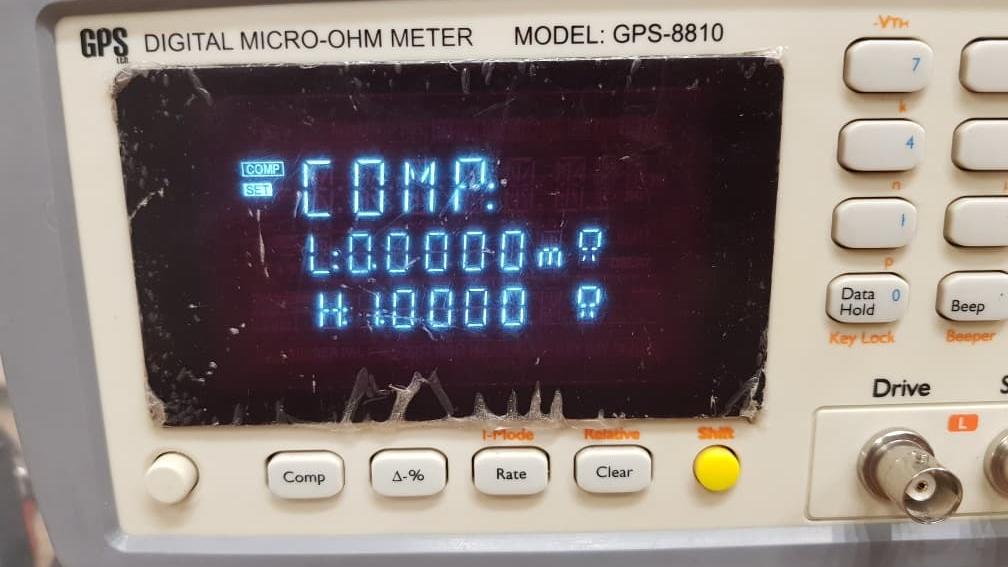 GPS LTD. DIGITAL MICRO-OHM METER MODEL: GPS-8810
-VTH
7
k
4
n
1
p
Data Hold 0
Key Lock
Beep
Beeper
COMP
SET
COMP:
L:0.0000mΩ
H:1.0000 Ω
I-Mode
Relative
Shift
Comp
Δ-%
Rate
Clear
Drive
L